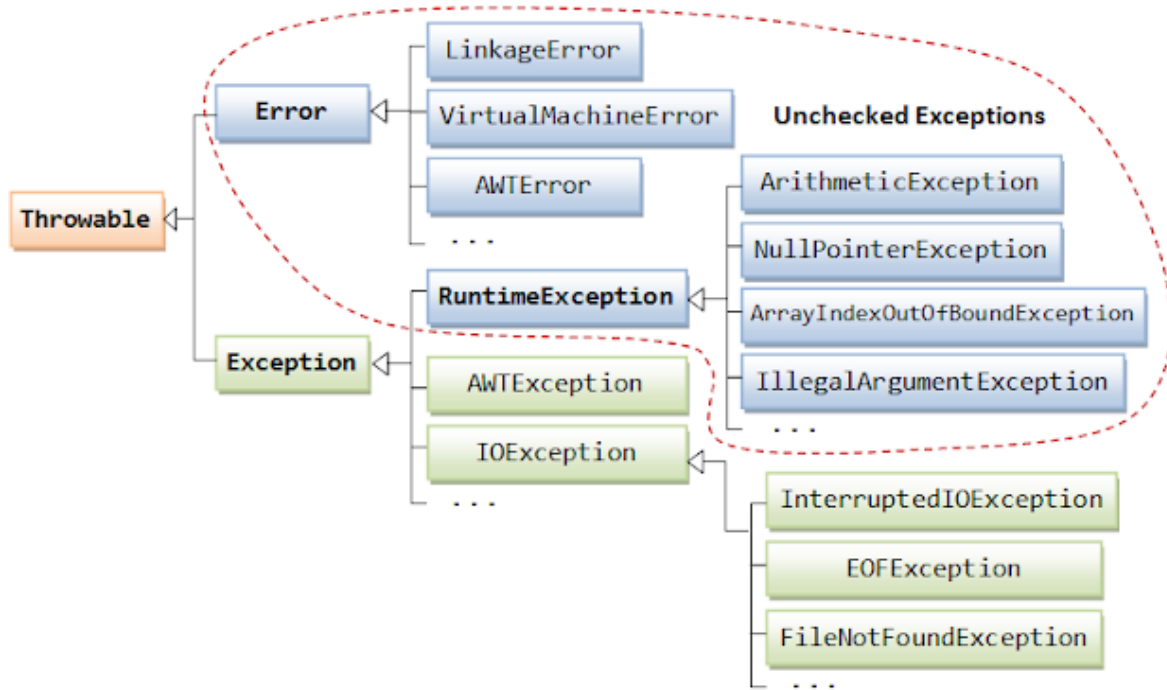 LinkageError
Error
VirtualMachineError
Unchecked Exceptions
AWTError
ArithmeticException
Throwable
...
NullPointerException
RuntimeException
ArrayIndexOutOfBoundException
Exception
AWTException
IllegalArgumentException
...
IOException
...
InterruptedIOException
EOFException
FileNotFoundException
...